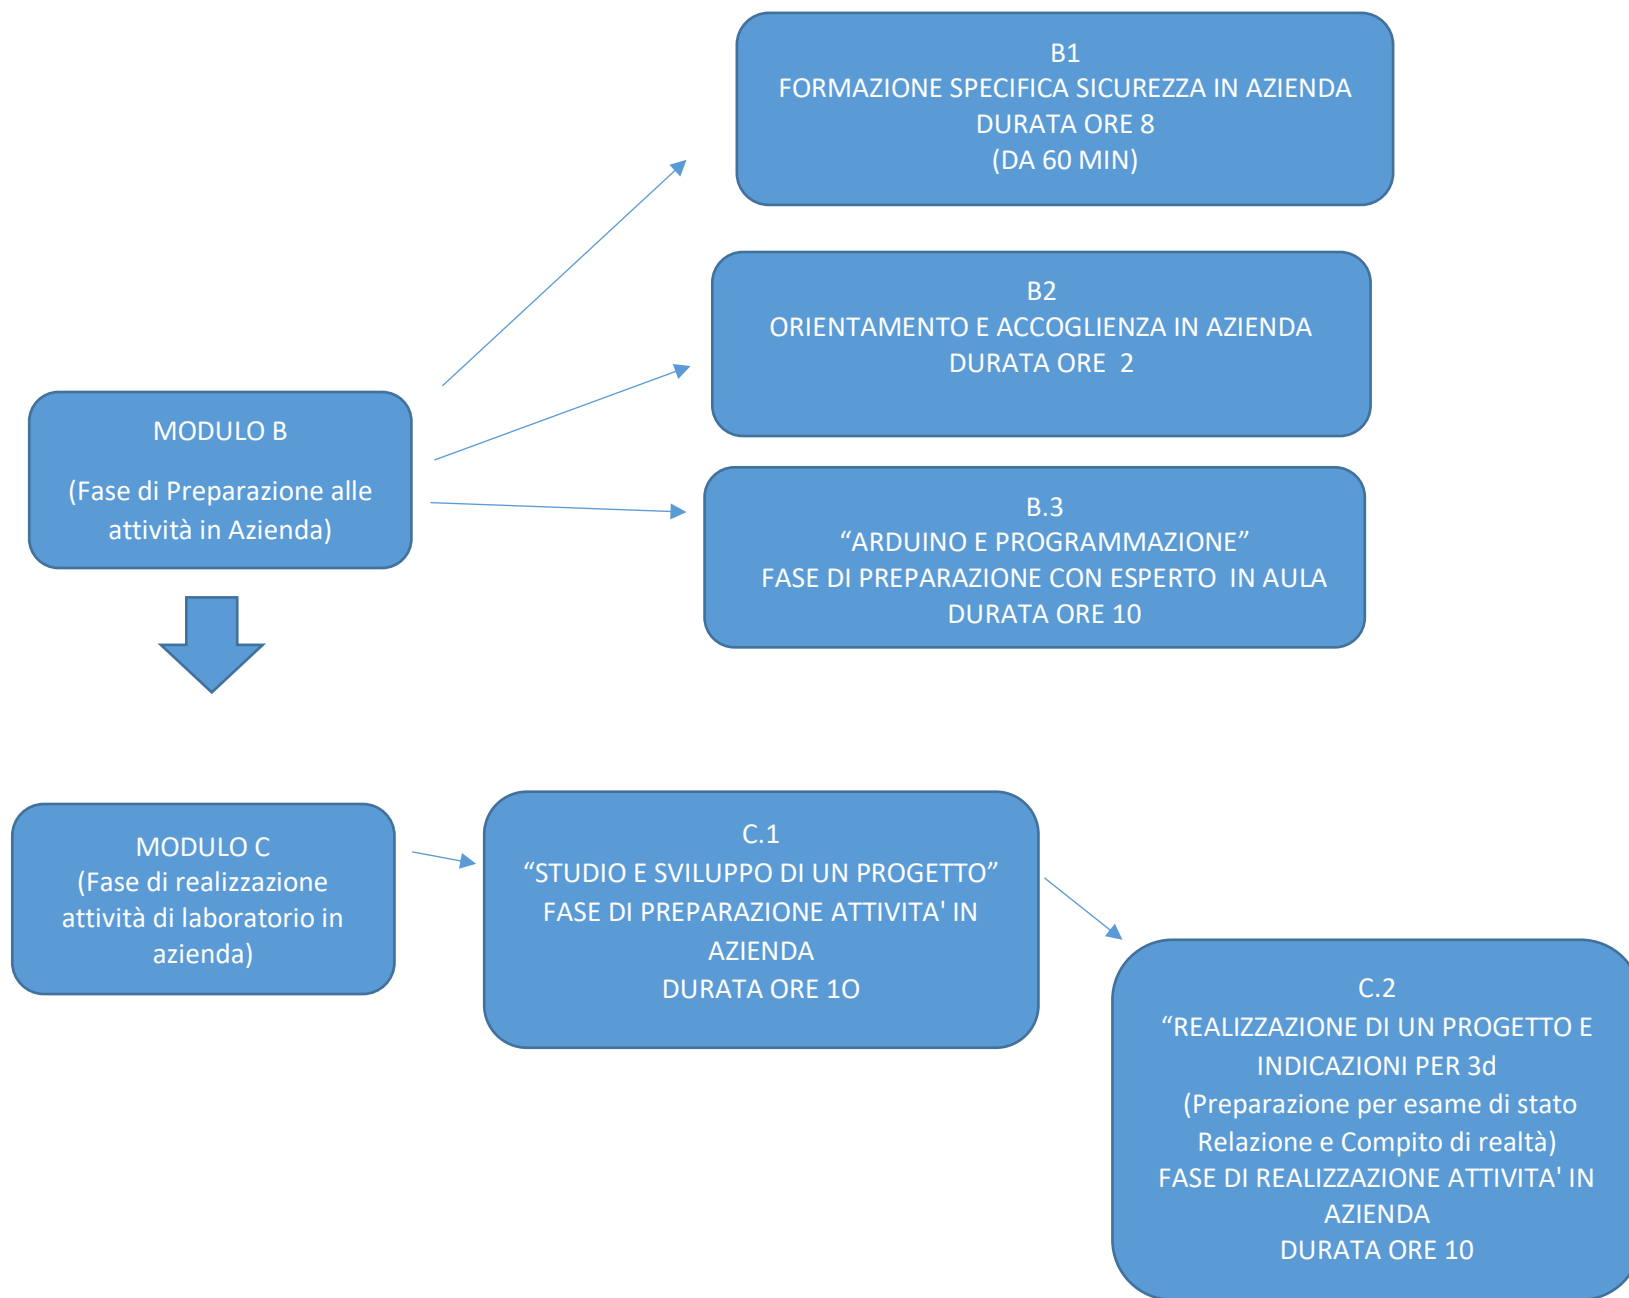 B1
FORMAZIONE SPECIFICA SICUREZZA IN AZIENDA
DURATA ORE 8
(DA 60 MIN)
B2
ORIENTAMENTO E ACCOGLIENZA IN AZIENDA
DURATA ORE  2
MODULO B
(Fase di Preparazione alle
attività in Azienda)
B.3
“ARDUINO E PROGRAMMAZIONE”
FASE DI PREPARAZIONE CON ESPERTO  IN AULA
DURATA ORE 10
MODULO C
(Fase di realizzazione
attività di laboratorio in
azienda)
C.1
“STUDIO E SVILUPPO DI UN PROGETTO”
FASE DI PREPARAZIONE ATTIVITA' IN
AZIENDA
DURATA ORE 1O
C.2
“REALIZZAZIONE DI UN PROGETTO E
INDICAZIONI PER 3d
(Preparazione per esame di stato
Relazione e Compito di realtà)
FASE DI REALIZZAZIONE ATTIVITA' IN
AZIENDA
DURATA ORE 10